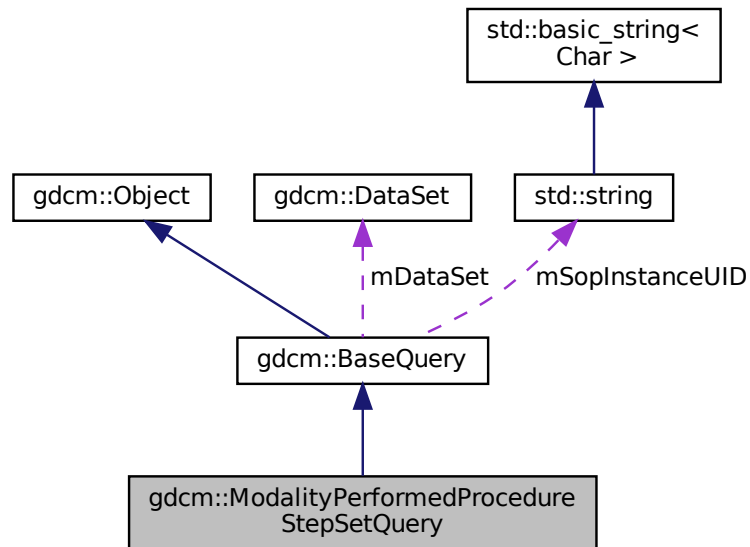 std::basic_string<
Char >
gdcm::Object
gdcm::DataSet
std::string
mDataSet
mSopInstanceUID
gdcm::BaseQuery
gdcm::ModalityPerformedProcedure
StepSetQuery